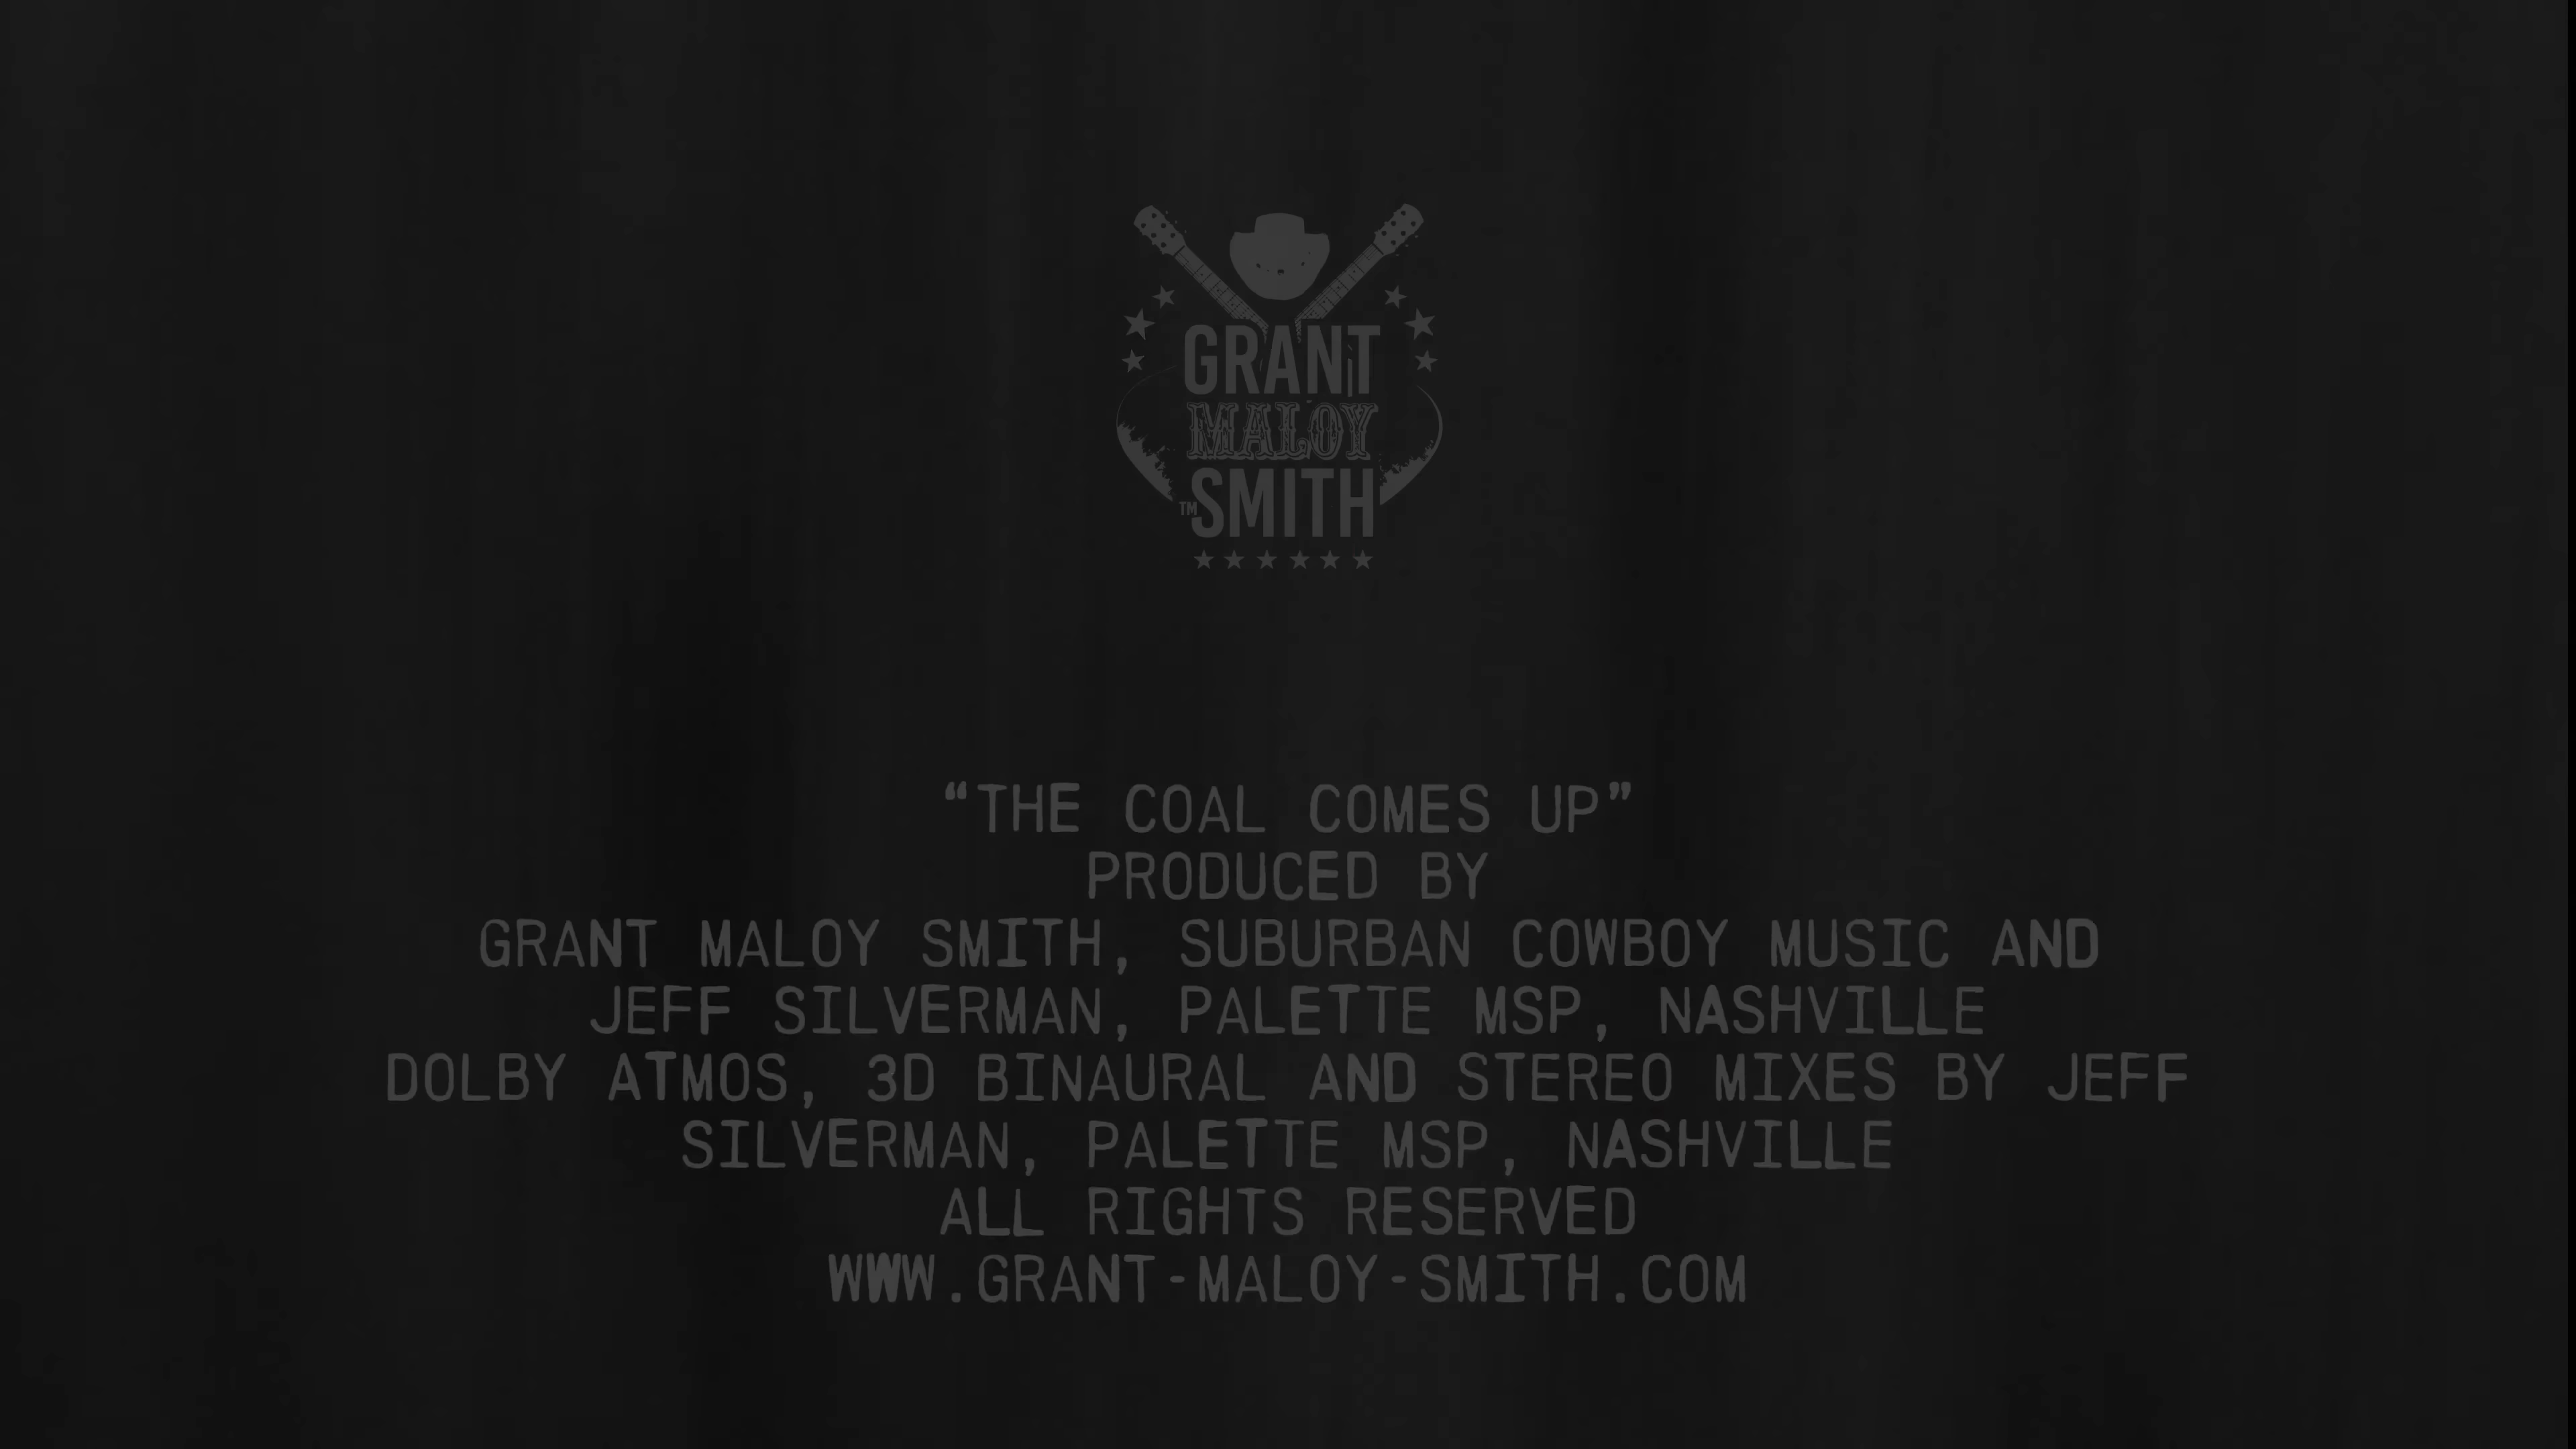 GRANT
MALOY
™SMITH
“THE COAL COMES UP”
PRODUCED BY
GRANT MALOY SMITH, SUBURBAN COWBOY MUSIC AND
JEFF SILVERMAN, PALETTE MSP, NASHVILLE
DOLBY ATMOS, 3D BINAURAL AND STEREO MIXES BY JEFF
SILVERMAN, PALETTE MSP, NASHVILLE
ALL RIGHTS RESERVED
WWW.GRANT-MALOY-SMITH.COM